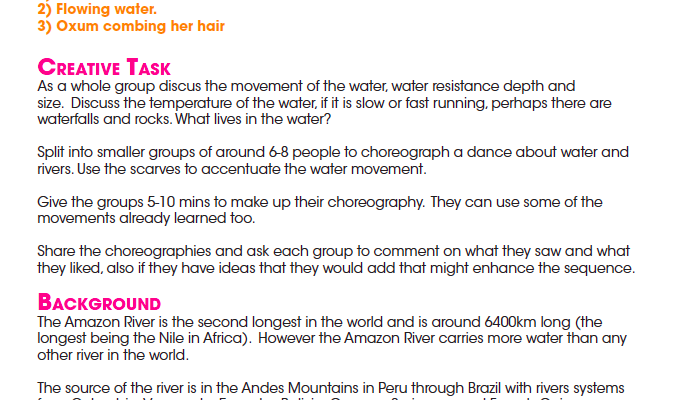 2) Flowing water.
3) Oxum combing her hair
CREATIVE TASK
As a whole group discus the movement of the water, water resistance depth and
size.  Discuss the temperature of the water, if it is slow or fast running, perhaps there are
waterfalls and rocks. What lives in the water?
Split into smaller groups of around 6-8 people to choreograph a dance about water and
rivers. Use the scarves to accentuate the water movement.
Give the groups 5-10 mins to make up their choreography.  They can use some of the
movements already learned too.
Share the choreographies and ask each group to comment on what they saw and what
they liked, also if they have ideas that they would add that might enhance the sequence.
BACKGROUND
The Amazon River is the second longest in the world and is around 6400km long (the
longest being the Nile in Africa).  However the Amazon River carries more water than any
other river in the world.
The source of the river is in the Andes Mountains in Peru through Brazil with rivers systems